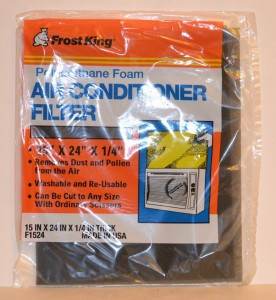 Frost King
Polyurethane Foam
AIR CONDITIONER
FILTER
15" X 24" X 1/4"
• Removes Dust and Pollen
from the Air
• Washable and Re-Usable
• Can Be Cut to Any Size
With Ordinary Scissors
15 IN X 24 IN X 1/4 IN THICK
F1524 MADE IN USA